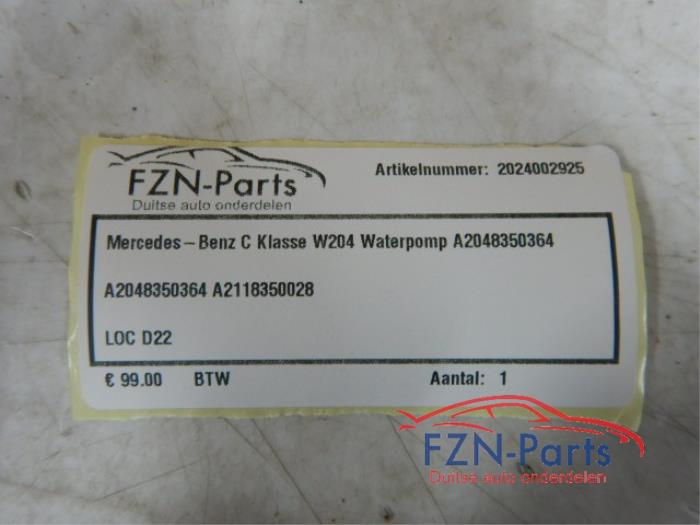 FZN-Parts
Duitse auto onderdelen
Artikelnummer: 2024002925
Mercedes-Benz C Klasse W204 Waterpomp A2048350364
A2048350364 A2118350028
LOC D22
€ 99.00 BTW Aantal: 1
FZN-Parts
Duitse auto onderdelen